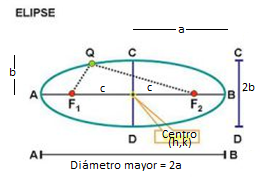 ELIPSE
a
Q
C
C
b
c
c
2b
A
F1
F2
B
Centro
(h,k)
D
D
A
B
Diámetro mayor = 2a